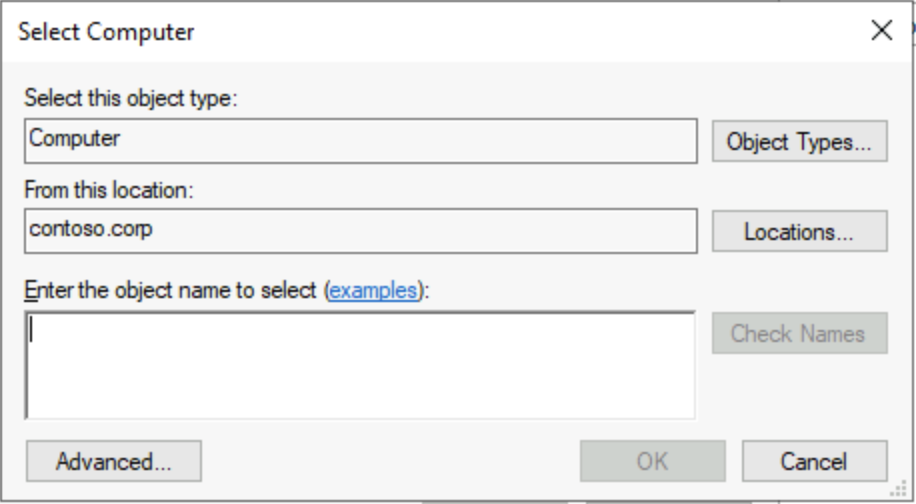 Select Computer
Select this object type:
Computer
Object Types...
From this location:
contoso.corp
Locations...
Enter the object name to select (examples):
Check Names
Advanced...
OK
Cancel